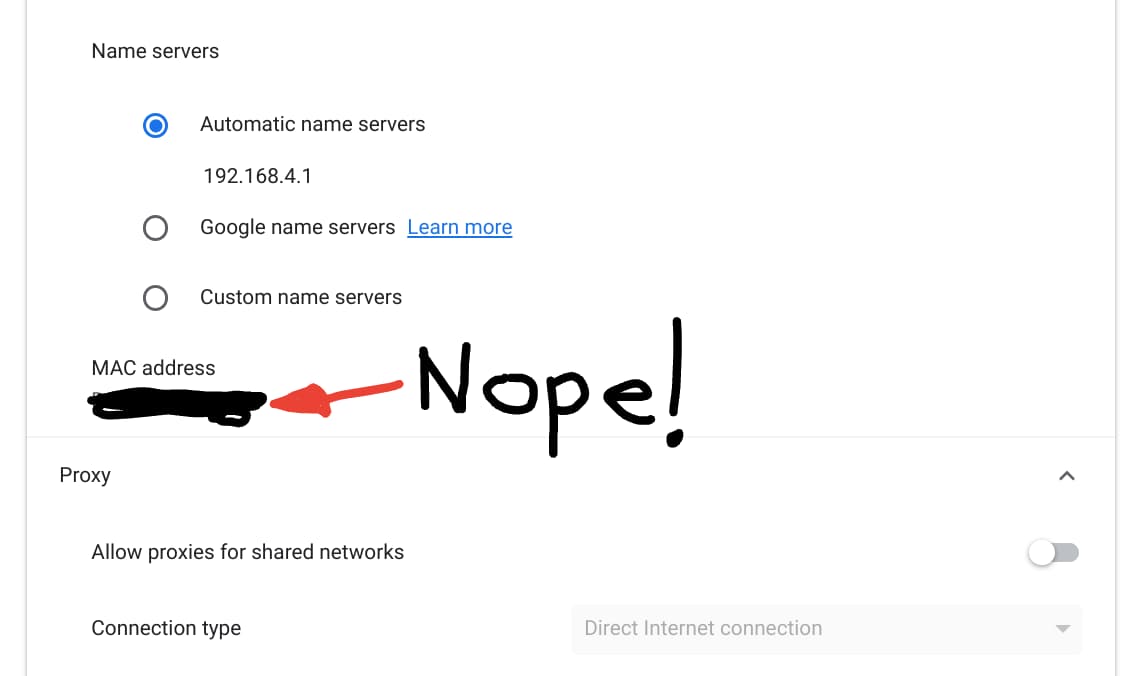 Name servers
Automatic name servers
192.168.4.1
Google name servers Learn more
Custom name servers
MAC address
Nope!
Proxy
Allow proxies for shared networks
Connection type Direct Internet connection